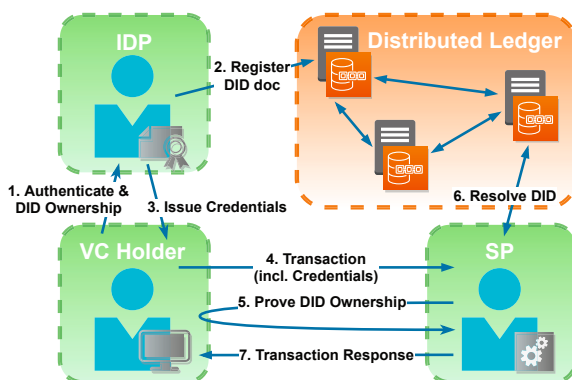 IDP
Distributed Ledger
2. Register
DID doc
1. Authenticate &
DID Ownership
3. Issue Credentials
6. Resolve DID
VC Holder
4. Transaction
(incl. Credentials)
SP
5. Prove DID Ownership
7. Transaction Response